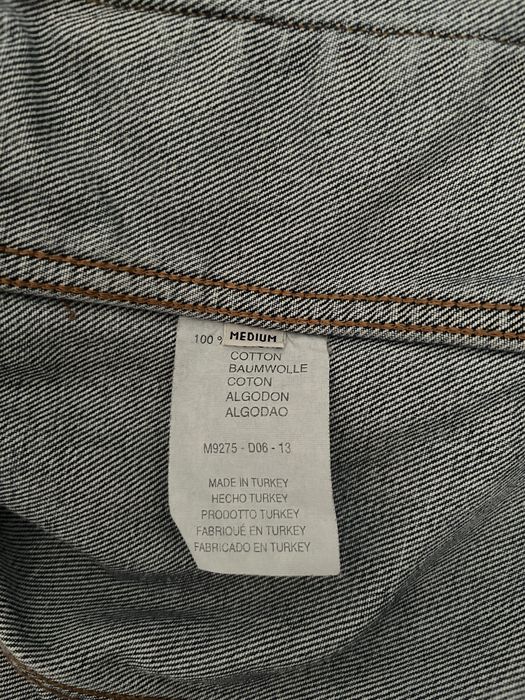 MEDIUM
100 %
COTTON
BAUMWOLLE
COTON
ALGODON
ALGODAO
M9275 - D06 - 13
MADE IN TURKEY
HECHO TURKEY
PRODOTTO TURKEY
FABRIQUÉ EN TURKEY
FABRICADO EN TURKEY